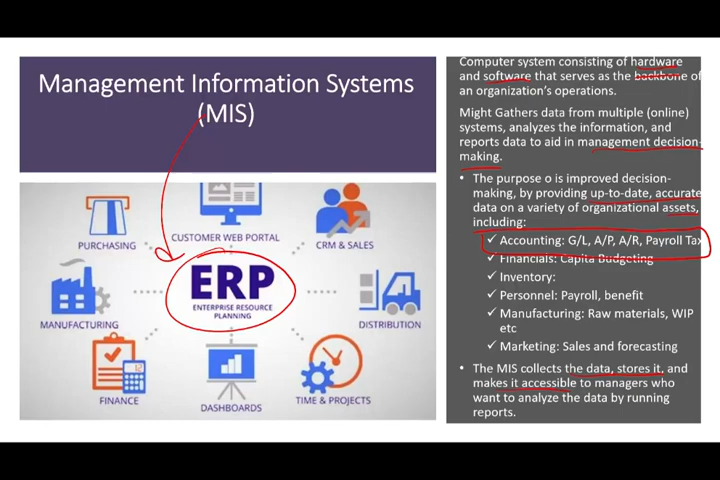 Management Information Systems
(MIS)
PURCHASING
CUSTOMER WEB PORTAL
CRM & SALES
ERP
ENTERPRISE RESOURCE
PLANNING
MANUFACTURING
DISTRIBUTION
FINANCE
DASHBOARDS
TIME & PROJECTS
Computer system consisting of hardware
and software that serves as the backbone of
an organization's operations.
Might Gathers data from multiple (online)
systems, analyzes the information, and
reports data to aid in management decision-
making.
• The purpose o is improved decision-
making, by providing up-to-date, accurate
data on a variety of organizational assets,
including:
✓ Accounting: G/L, A/P, A/R, Payroll Tax
✓ Financials: Capita Budgeting
✓ Inventory:
✓ Personnel: Payroll, benefit
✓ Manufacturing: Raw materials, WIP
etc
✓ Marketing: Sales and forecasting
• The MIS collects the data, stores it, and
makes it accessible to managers who
want to analyze the data by running
reports.